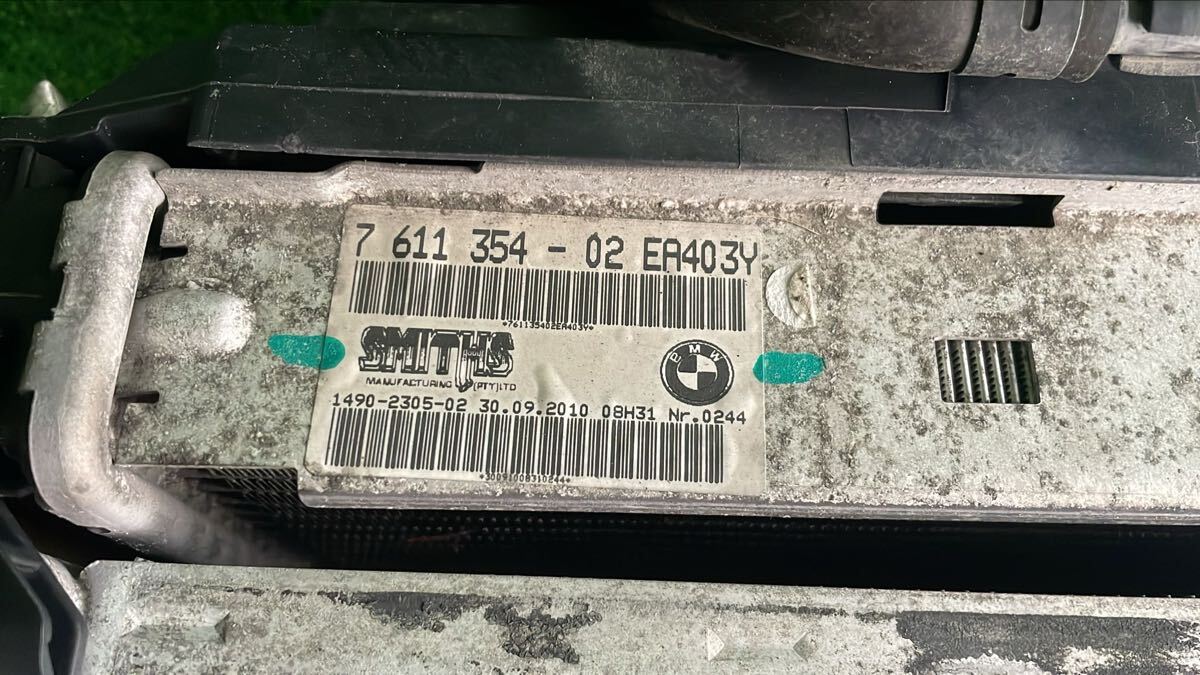 7 611 354 - 02 EA403Y
*761135402EA403Y*
SMITHS
MANUFACTURING (PTY)LTD
BMW
1490-2305-02 30.09.2010 08H31 Nr.0244
*30091008310244*